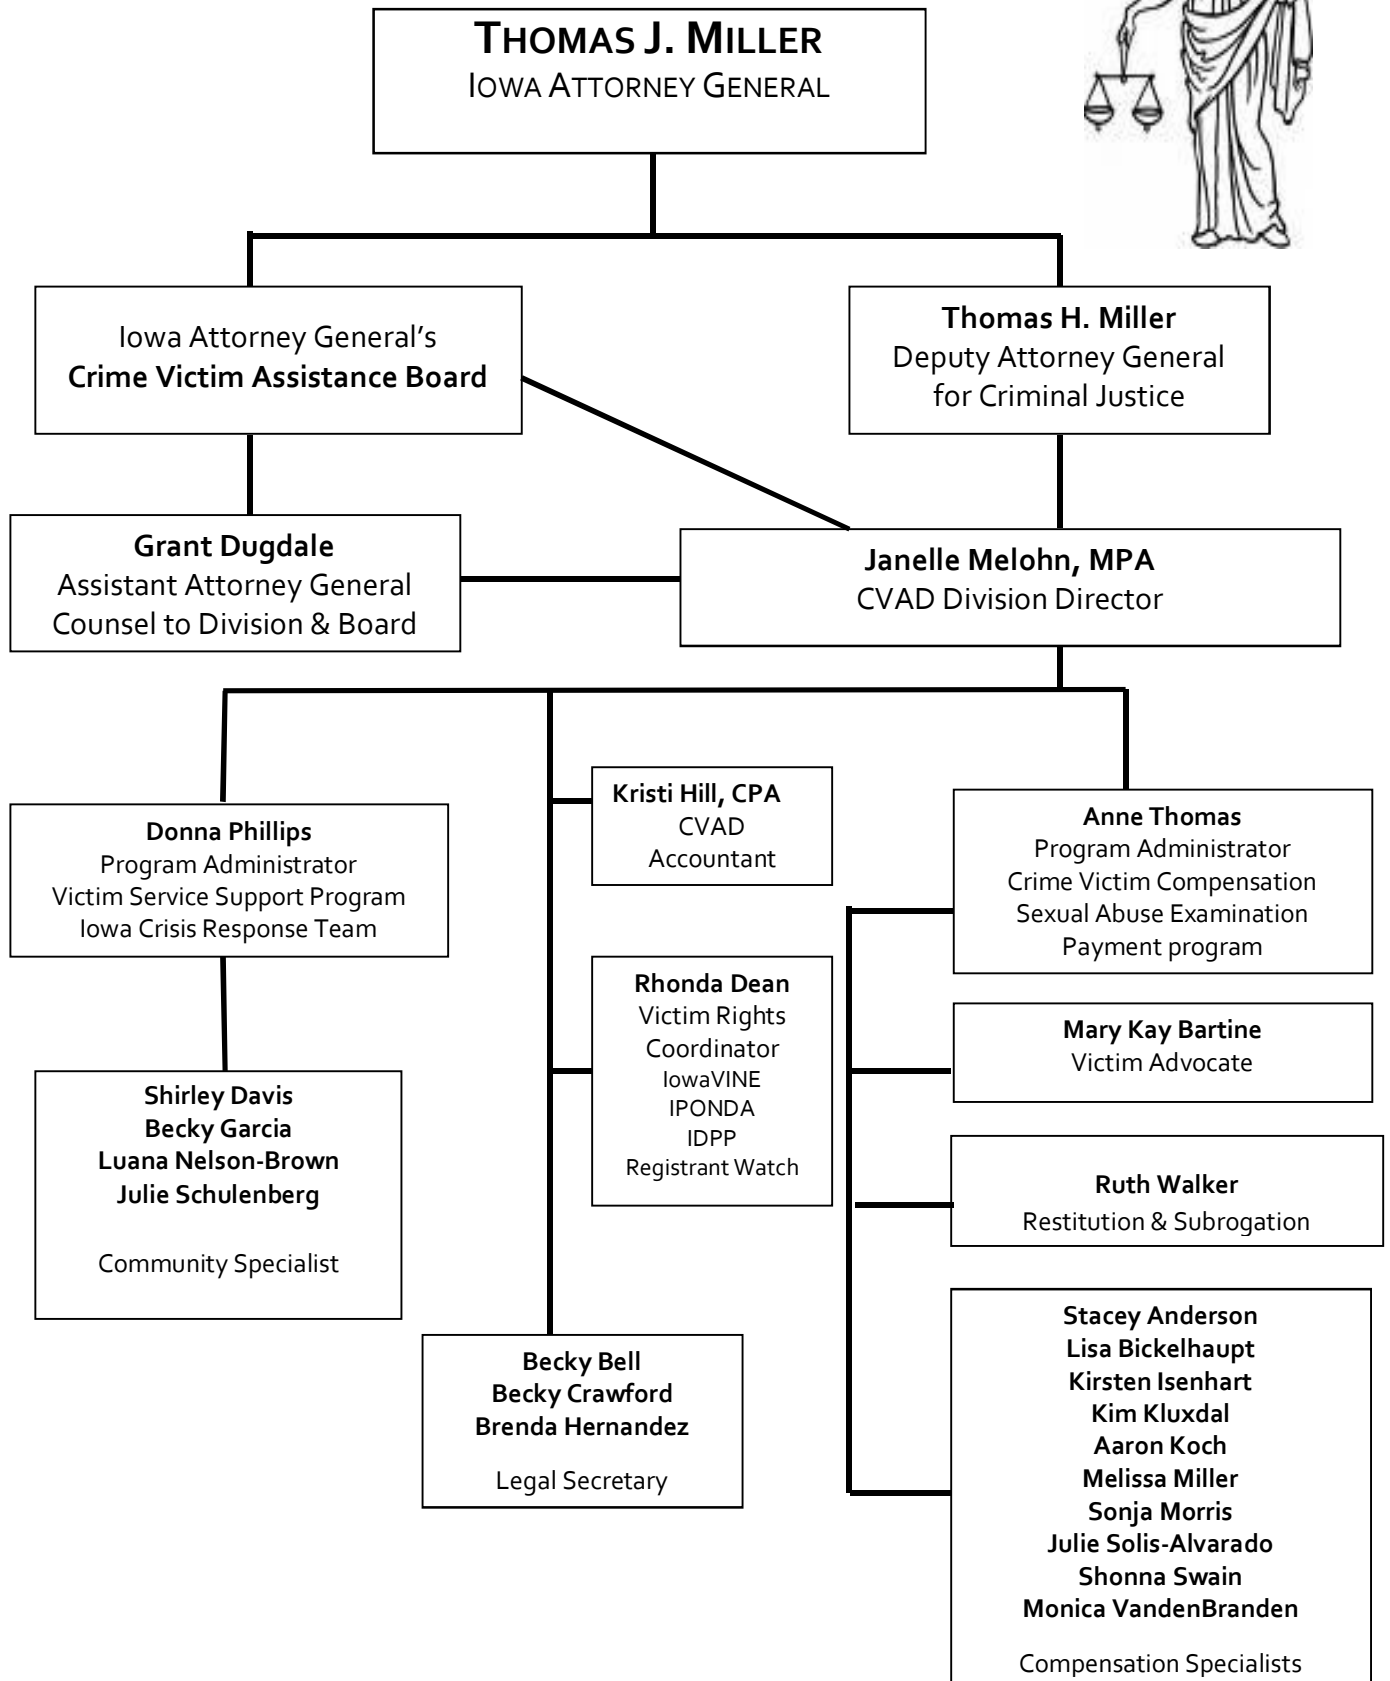 THOMAS J. MILLER
IOWA ATTORNEY GENERAL
Iowa Attorney General’s
Crime Victim Assistance Board
Thomas H. Miller
Deputy Attorney General
for Criminal Justice
Grant Dugdale
Assistant Attorney General
Counsel to Division & Board
Janelle Melohn, MPA
CVAD Division Director
Donna Phillips
Program Administrator
Victim Service Support Program
Iowa Crisis Response Team
Shirley Davis
Becky Garcia
Luana Nelson-Brown
Julie Schulenberg
Community Specialist
Kristi Hill, CPA
CVAD
Accountant
Rhonda Dean
Victim Rights
Coordinator
IowaVINE
IPONDA
IDPP
Registrant Watch
Becky Bell
Becky Crawford
Brenda Hernandez
Legal Secretary
Anne Thomas
Program Administrator
Crime Victim Compensation
Sexual Abuse Examination
Payment program
Mary Kay Bartine
Victim Advocate
Ruth Walker
Restitution & Subrogation
Stacey Anderson
Lisa Bickelhaupt
Kirsten Isenhart
Kim Kluxdal
Aaron Koch
Melissa Miller
Sonja Morris
Julie Solis-Alvarado
Shonna Swain
Monica VandenBranden
Compensation Specialists